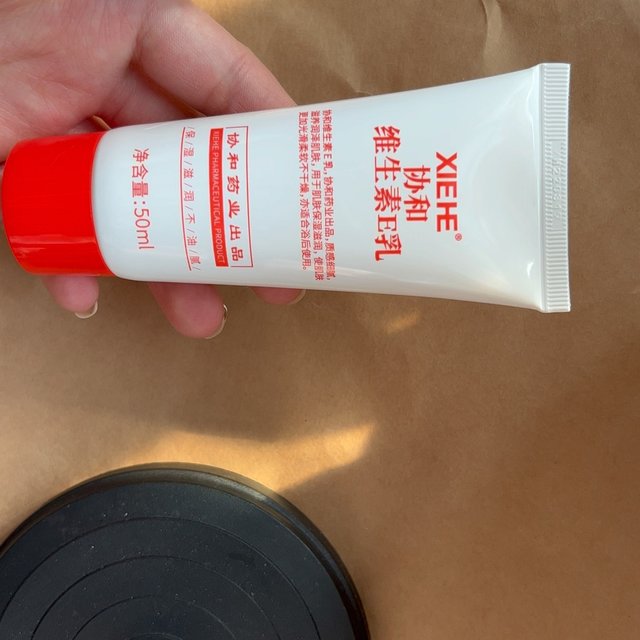 XIEHE®
协和
维生素E乳
协和维生素E乳,协和药业出品,质感细腻,
滋养润泽肌肤,用于肌肤保湿滋润,使肌肤
更加光滑柔软不干燥,亦适合浴后使用。
协和药业出品
XIEHE PHARMACEUTICAL PRODUCT
保/湿/滋/润/不/油/腻/
净含量:50ml